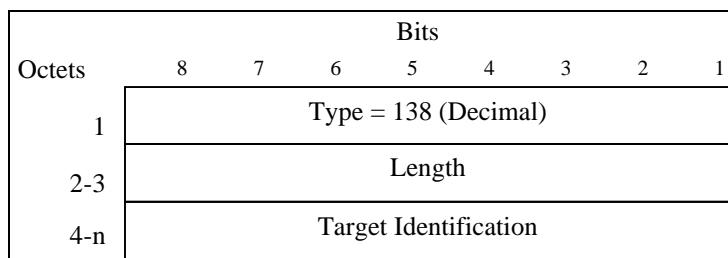 Bits
Octets 8 7 6 5 4 3 2 1
1 Type = 138 (Decimal)
2-3 Length
4-n Target Identification